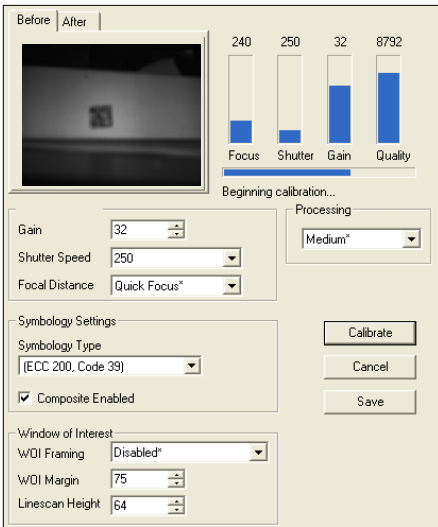 Before After
240 250 32 8792
Focus Shutter Gain Quality
Beginning calibration...
Gain 32
Shutter Speed 250
Focal Distance Quick Focus*
Processing
Medium*
Symbology Settings
Symbology Type
(ECC 200, Code 39)
Composite Enabled
Calibrate
Cancel
Save
Window of Interest
WOI Framing Disabled*
WOI Margin 75
Linescan Height 64